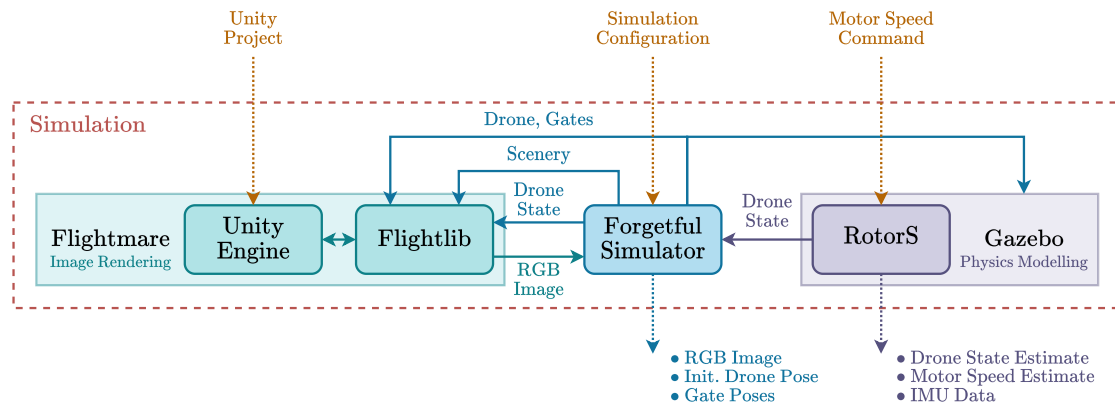 Unity
Project
Simulation
Configuration
Motor Speed
Command
Simulation
Drone, Gates
Scenery
Drone
State
Drone
State
Flightmare
Image Rendering
Unity
Engine
Flightlib
Forgetful
Simulator
RotorS
Gazebo
Physics Modelling
RGB
Image
• RGB Image
• Init. Drone Pose
• Gate Poses
• Drone State Estimate
• Motor Speed Estimate
• IMU Data